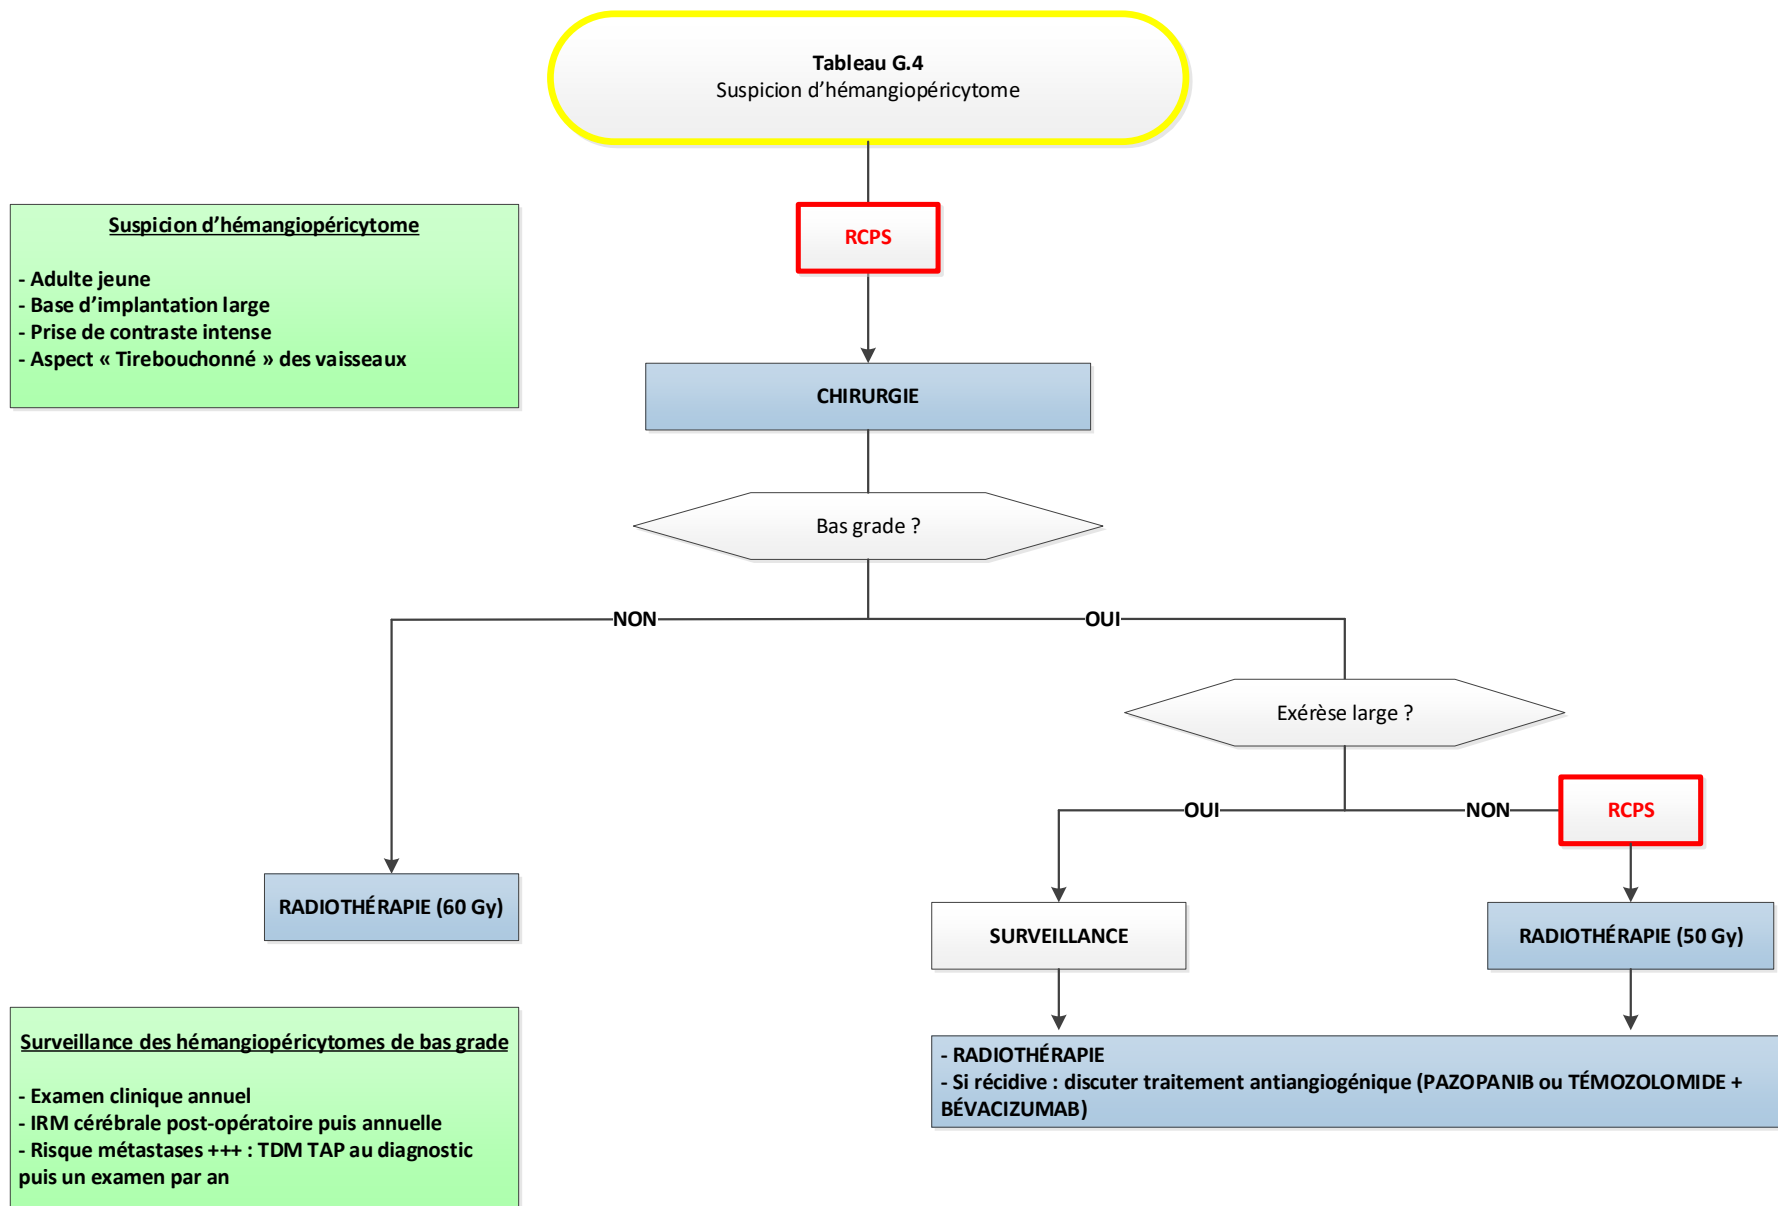 Tableau G.4
Suspicion d’hémangiopéricytome
RCPS
Suspicion d’hémangiopéricytome
- Adulte jeune
- Base d’implantation large
- Prise de contraste intense
- Aspect « Tirebouchonné » des vaisseaux
CHIRURGIE
Bas grade ?
NON
OUI
Exérèse large ?
OUI
NON
RCPS
RADIOTHÉRAPIE (60 Gy)
SURVEILLANCE
RADIOTHÉRAPIE (50 Gy)
Surveillance des hémangiopéricytomes de bas grade
- Examen clinique annuel
- IRM cérébrale post-opératoire puis annuelle
- Risque métastases +++ : TDM TAP au diagnostic
puis un examen par an
- RADIOTHÉRAPIE
- Si récidive : discuter traitement antiangiogénique (PAZOPANIB ou TÉMOZOLOMIDE +
BÉVACIZUMAB)